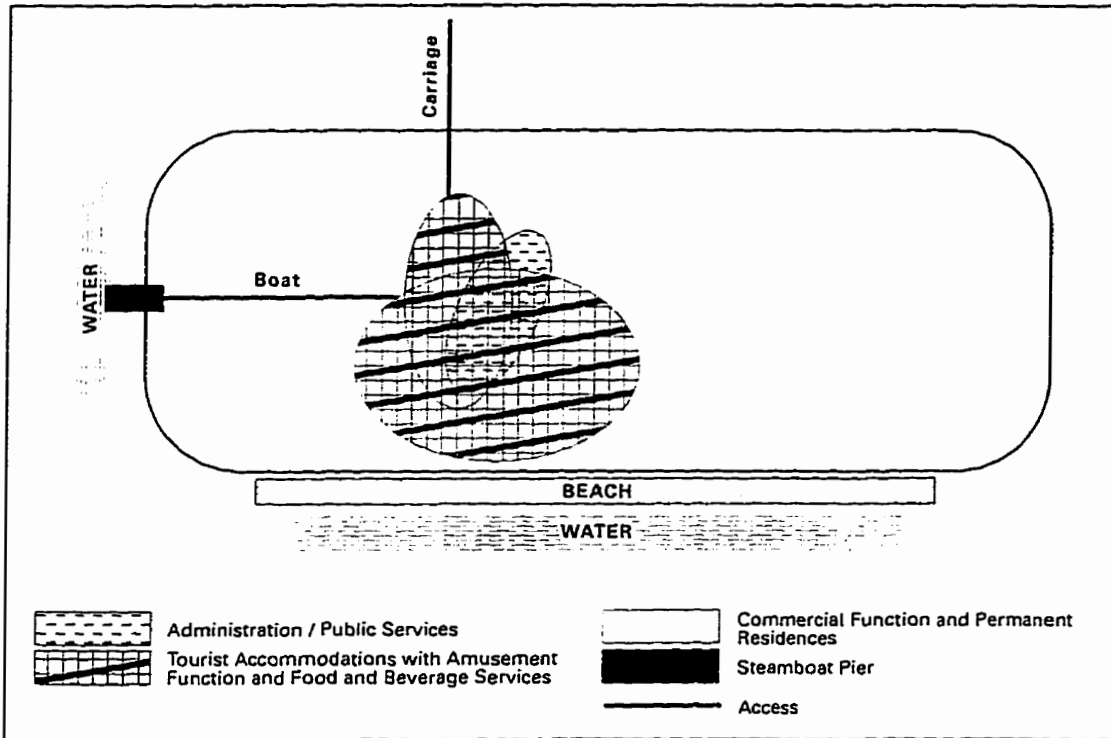 Carriage
WATER
Boat
BEACH
WATER
Administration / Public Services
Tourist Accommodations with Amusement
Function and Food and Beverage Services
Commercial Function and Permanent
Residences
Steamboat Pier
Access